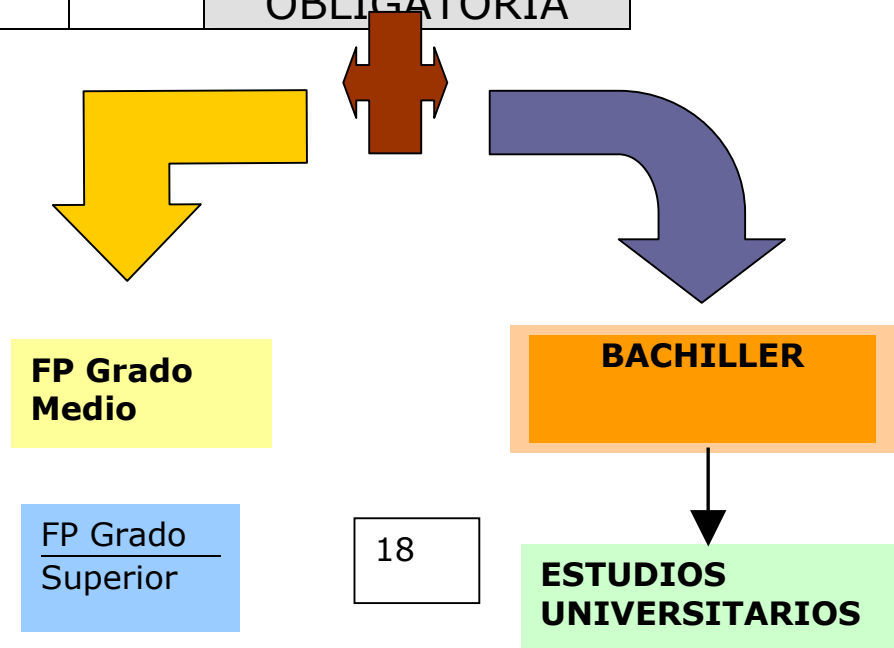 OBLIGATORIA
FP Grado
Medio
BACHILLER
FP Grado
Superior
18
ESTUDIOS
UNIVERSITARIOS